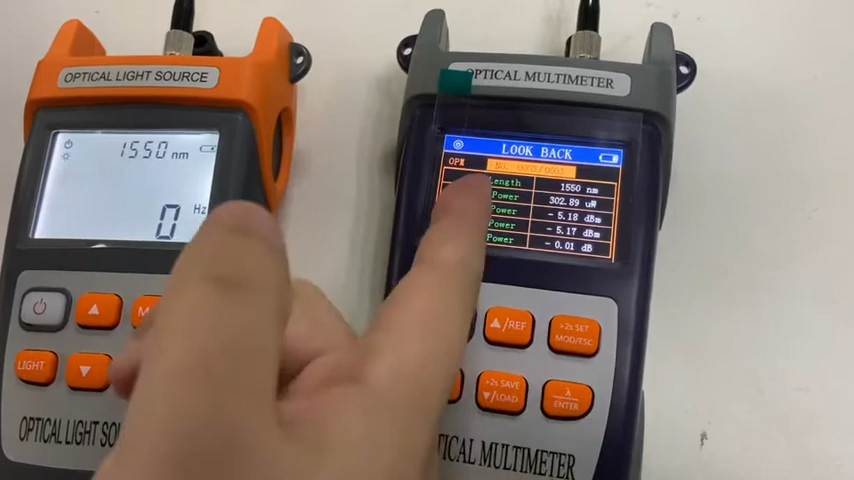 OPTICAL LIGHT SOURCE
1550 nm
0 Hz
LIGHT
OPTICAL LIGHT S
OPTICAL MULTIMETER
LOOK BACK
OPM
Length 1550 nm
Power 302.89 uW
Power - 5.18 dBm
Power - 5.17 dBm
Power - 0.01 dB
▲/REF
>2s SET
MOD/ESC
>2s SAVE
▼/LOAD
λ
ENTER
TICAL MULTIMETER